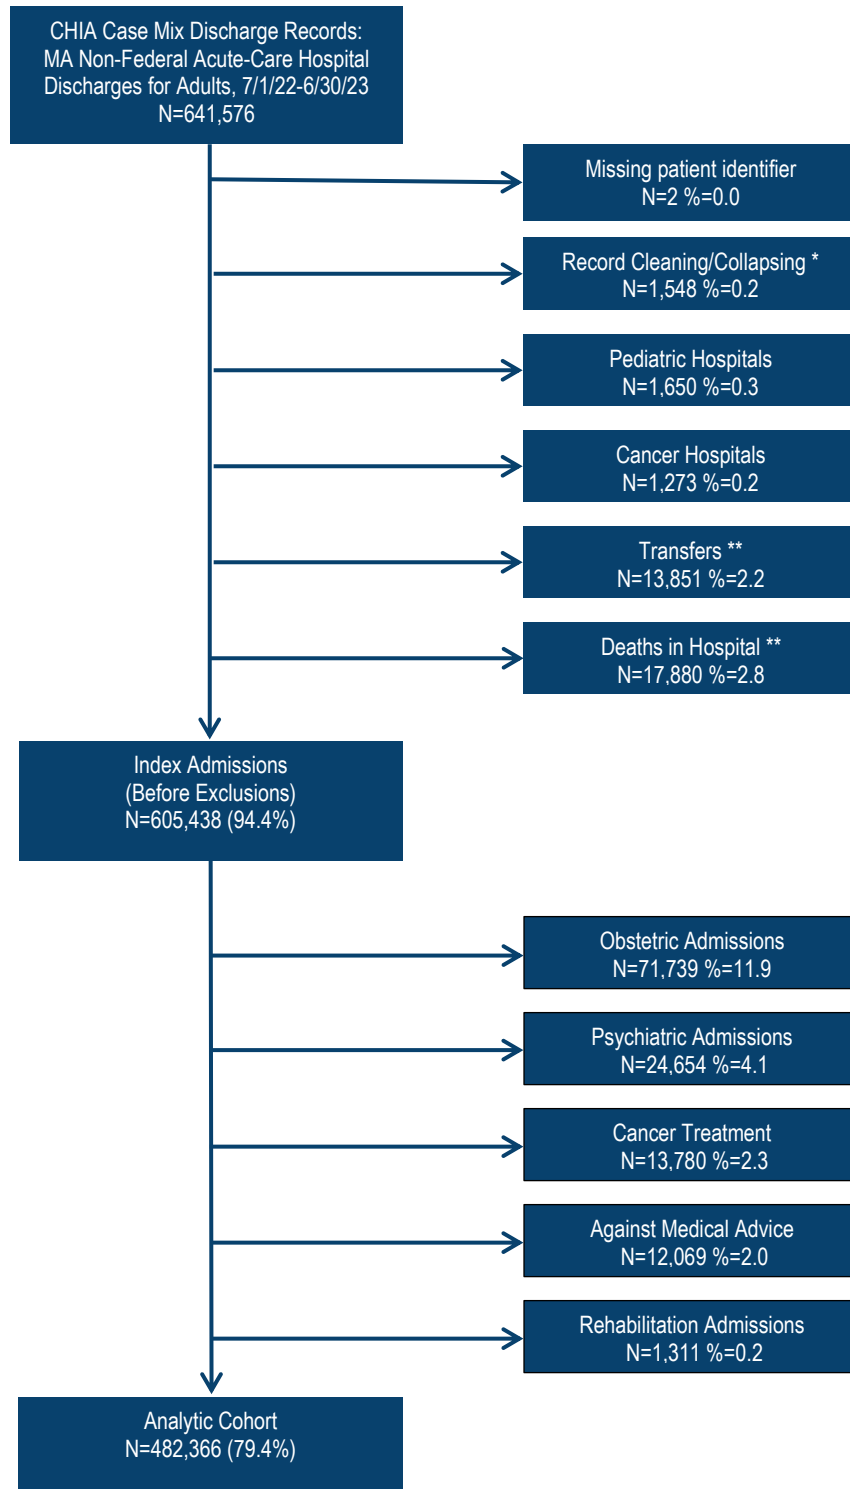 CHIA Case Mix Discharge Records:
MA Non-Federal Acute-Care Hospital
Discharges for Adults, 7/1/22-6/30/23
N=641,576
Missing patient identifier
N=2 %=0.0
Record Cleaning/Collapsing *
N=1,548 %=0.2
Pediatric Hospitals
N=1,650 %=0.3
Cancer Hospitals
N=1,273 %=0.2
Transfers **
N=13,851 %=2.2
Deaths in Hospital **
N=17,880 %=2.8
Index Admissions
(Before Exclusions)
N=605,438 (94.4%)
Obstetric Admissions
N=71,739 %=11.9
Psychiatric Admissions
N=24,654 %=4.1
Cancer Treatment
N=13,780 %=2.3
Against Medical Advice
N=12,069 %=2.0
Rehabilitation Admissions
N=1,311 %=0.2
Analytic Cohort
N=482,366 (79.4%)